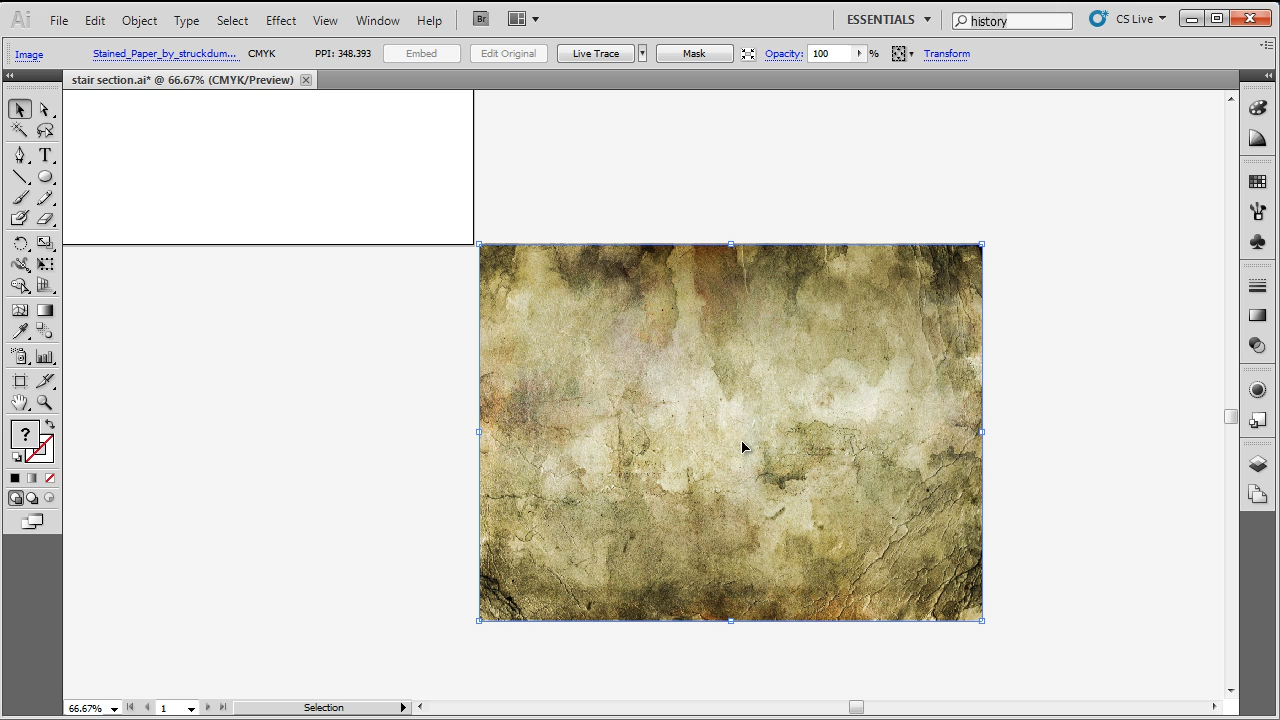 Ai File Edit Object Type Select Effect View Window Help Br ESSENTIALS history CS Live
Image Stained_Paper_by_struckdum... CMYK PPI: 348.393 Embed Edit Original Live Trace Mask Opacity: 100 % Transform
stair section.ai* @ 66.67% (CMYK/Preview)
T
?
66.67% 1 Selection